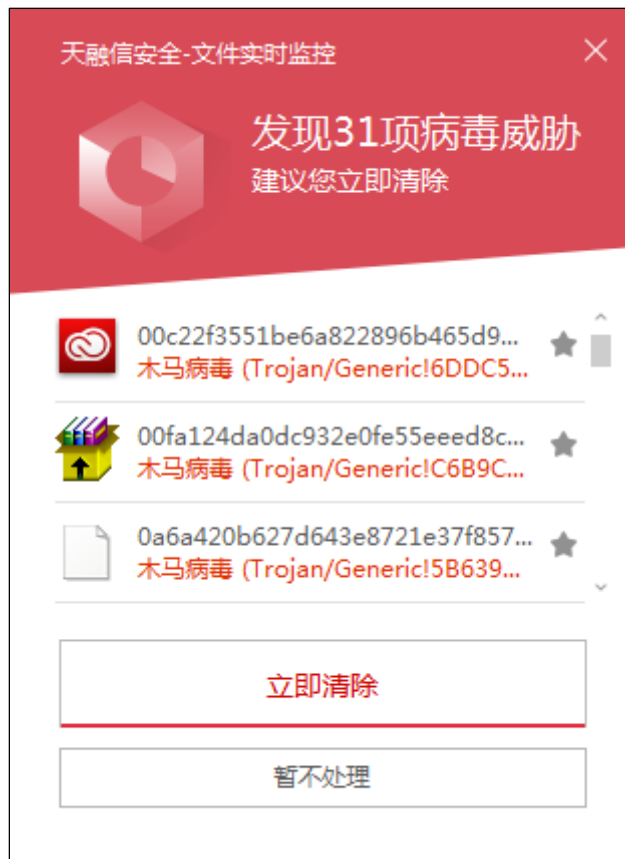 天融信安全-文件实时监控
发现31项病毒威胁
建议您立即清除
00c22f3551be6a822896b465d9...
木马病毒 (Trojan/Generic!6DDC5...
00fa124da0dc932e0fe55eeed8c...
木马病毒 (Trojan/Generic!C6B9C...
0a6a420b627d643e8721e37f857...
木马病毒 (Trojan/Generic!5B639...
立即清除
暂不处理